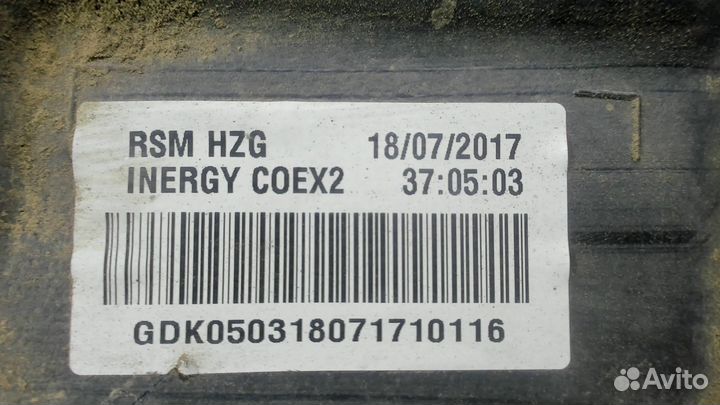 RSM HZG 18/07/2017
INERGY COEX2 37:05:03
GDK050318071710116
Avito